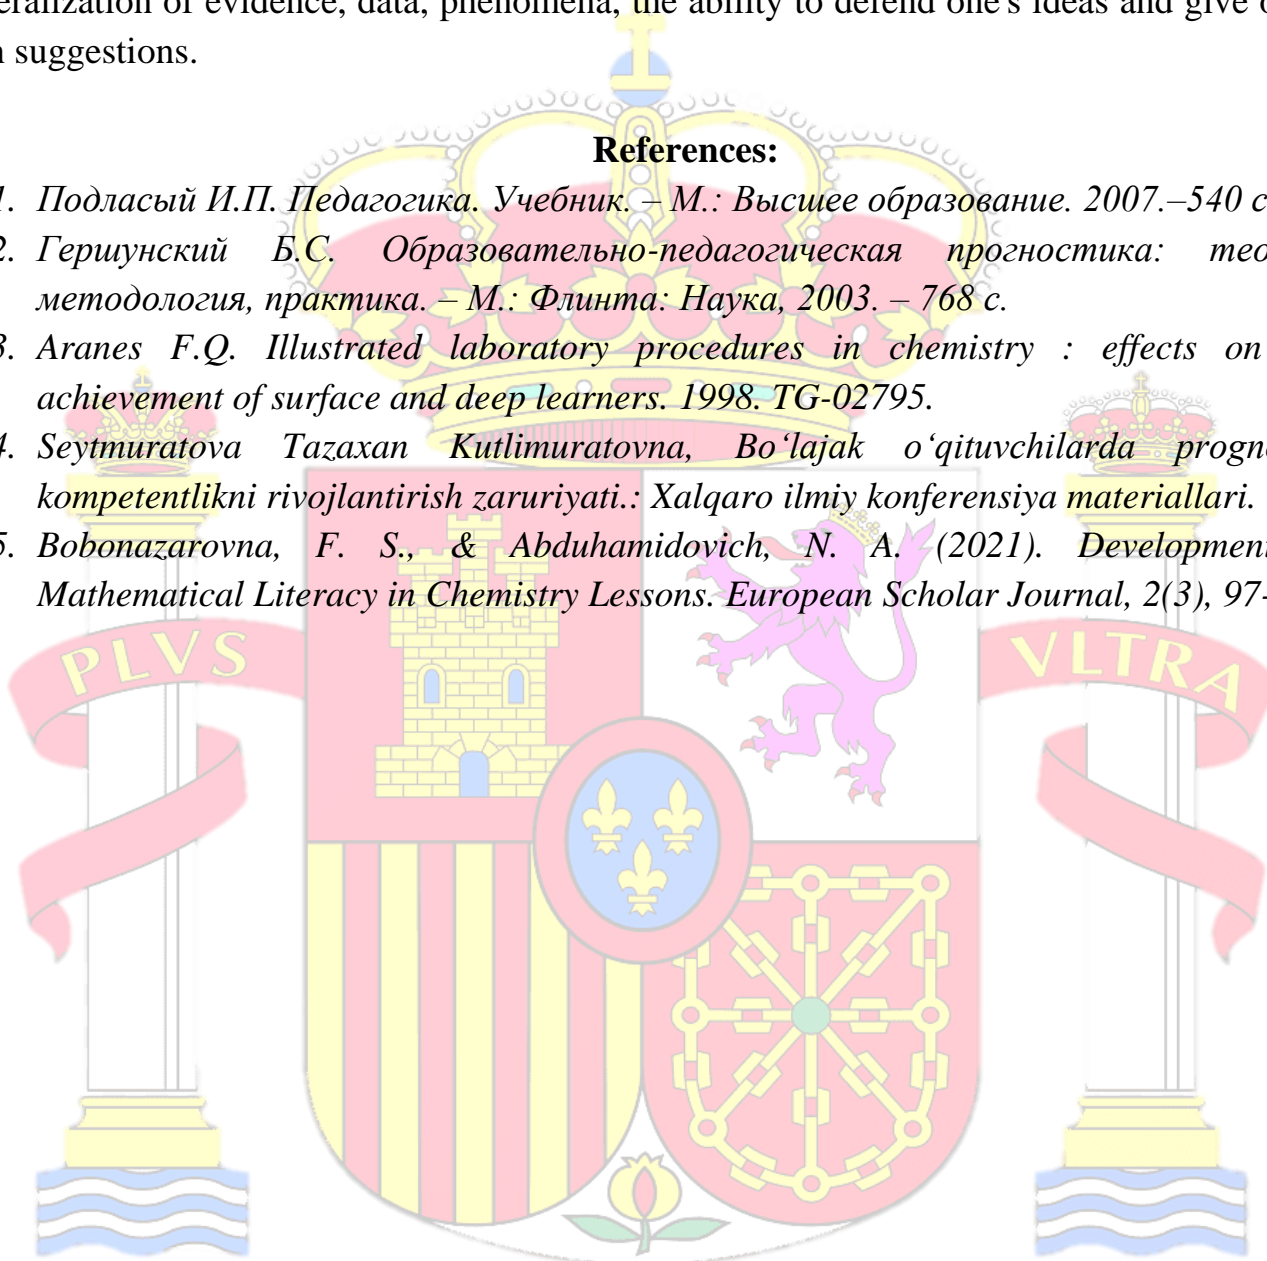 eralization of evidence, data, phenomena, the ability to defend one's ideas and give o
n suggestions.
References:
1. Подласый И.П. Педагогика. Учебник. – М.: Высшее образование. 2007.–540 с
2. Гершунский Б.С. Образовательно-педагогическая прогностика: тео
методология, практика. – М.: Флинта: Наука, 2003. – 768 с.
3. Aranes F.Q. Illustrated laboratory procedures in chemistry : effects on
achievement of surface and deep learners. 1998. TG-02795.
4. Seytmuratova Tazaxan Kutlimuratovna, Bo‘lajak o‘qituvchilarda progno
kompetentlikni rivojlantirish zaruriyati.: Xalqaro ilmiy konferensiya materiallari.
5. Bobonazarovna, F. S., & Abduhamidovich, N. A. (2021). Development
Mathematical Literacy in Chemistry Lessons. European Scholar Journal, 2(3), 97-
PLVS
VLTRA